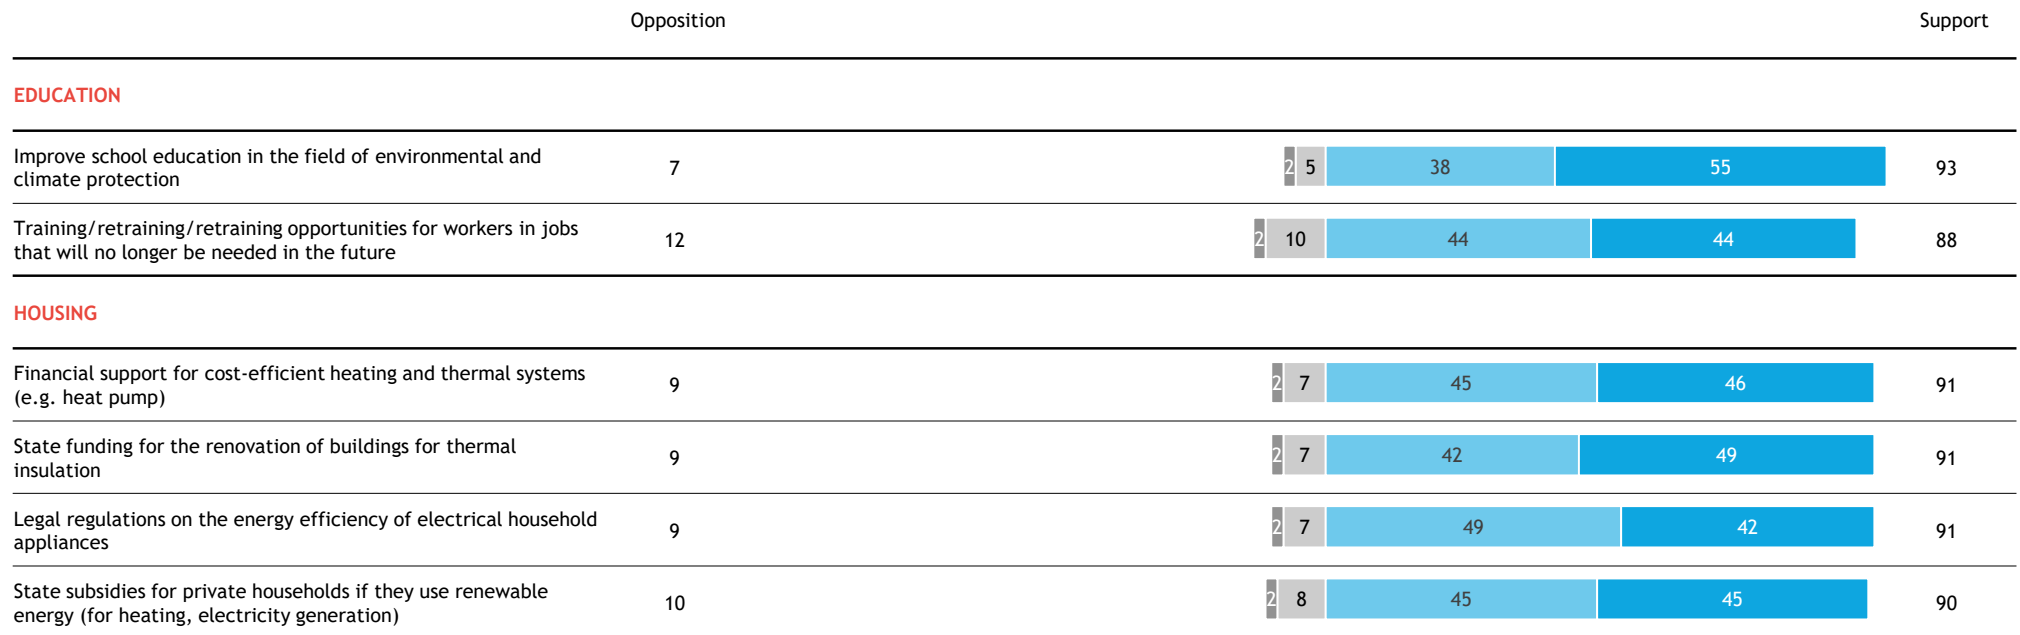 Opposition Support
EDUCATION
Improve school education in the field of environmental and
climate protection
7 2 5 38 55 93
Training/retraining/retraining opportunities for workers in jobs
that will no longer be needed in the future
12 2 10 44 44 88
HOUSING
Financial support for cost-efficient heating and thermal systems
(e.g. heat pump)
9 2 7 45 46 91
State funding for the renovation of buildings for thermal
insulation
9 2 7 42 49 91
Legal regulations on the energy efficiency of electrical household
appliances
9 2 7 49 42 91
State subsidies for private households if they use renewable
energy (for heating, electricity generation)
10 2 8 45 45 90